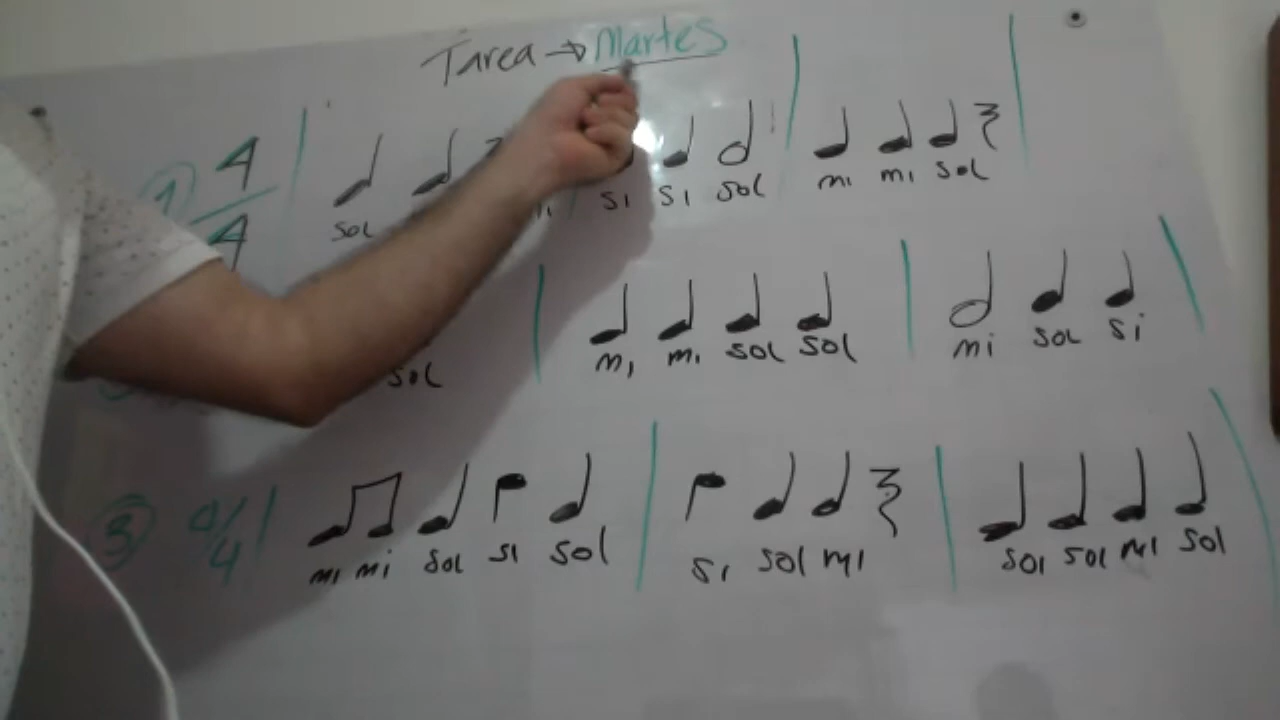 Tarea → Martes
1) 4/4 sol si si sol mi mi sol
sol mi mi sol sol mi sol si
3) 4/4 mi mi sol si sol si sol mi sol sol mi sol